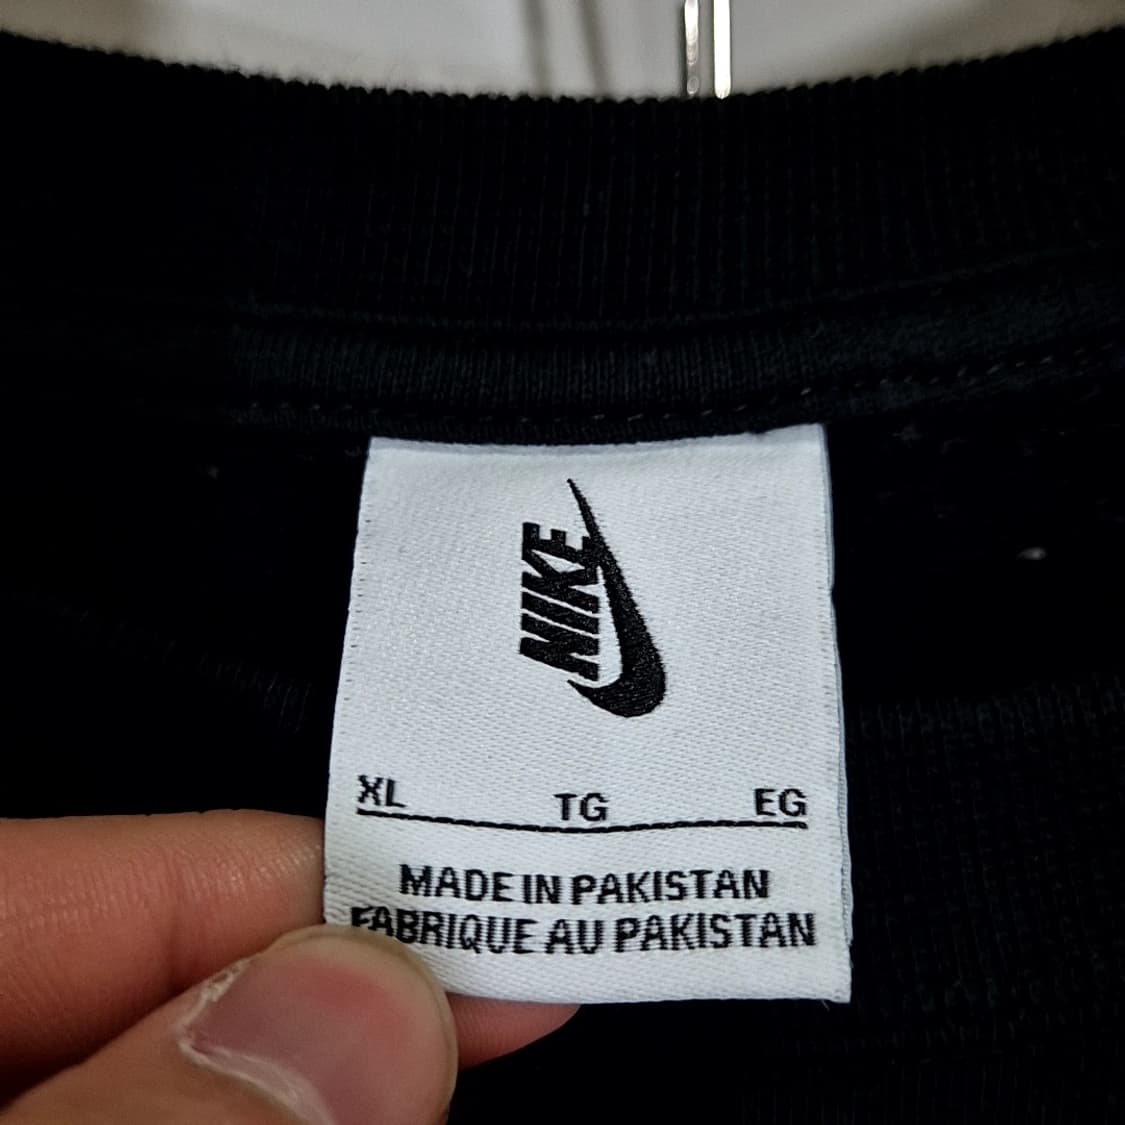 NIKE
XL TG EG
MADE IN PAKISTAN
FABRIQUE AU PAKISTAN